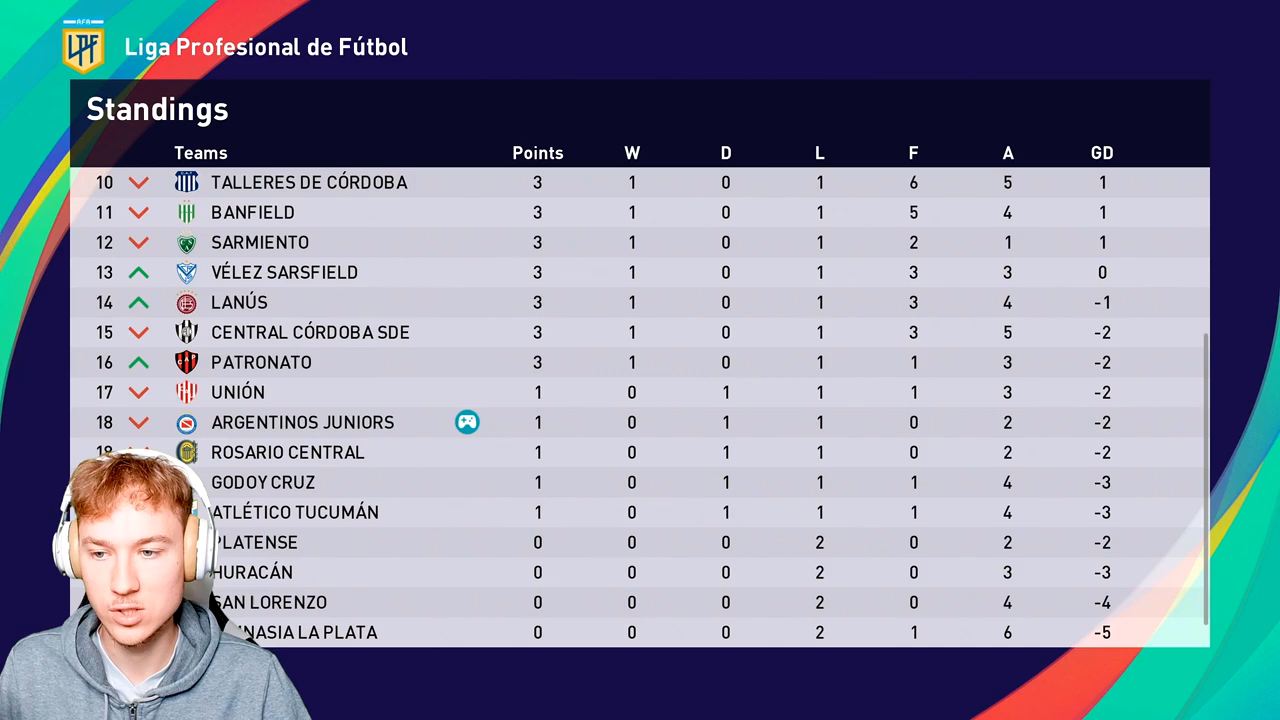 AFA
LPF
Liga Profesional de Fútbol
Standings
Teams Points W D L F A GD
10 TALLERES DE CÓRDOBA 3 1 0 1 6 5 1
11 BANFIELD 3 1 0 1 5 4 1
12 SARMIENTO 3 1 0 1 2 1 1
13 VÉLEZ SARSFIELD 3 1 0 1 3 3 0
14 LANÚS 3 1 0 1 3 4 -1
15 CENTRAL CÓRDOBA SDE 3 1 0 1 3 5 -2
16 PATRONATO 3 1 0 1 1 3 -2
17 UNIÓN 1 0 1 1 1 3 -2
18 ARGENTINOS JUNIORS 1 0 1 1 0 2 -2
18 ROSARIO CENTRAL 1 0 1 1 0 2 -2
GODOY CRUZ 1 0 1 1 1 4 -3
ATLÉTICO TUCUMÁN 1 0 1 1 1 4 -3
PLATENSE 0 0 0 2 0 2 -2
HURACÁN 0 0 0 2 0 3 -3
SAN LORENZO 0 0 0 2 0 4 -4
NASIA LA PLATA 0 0 0 2 1 6 -5